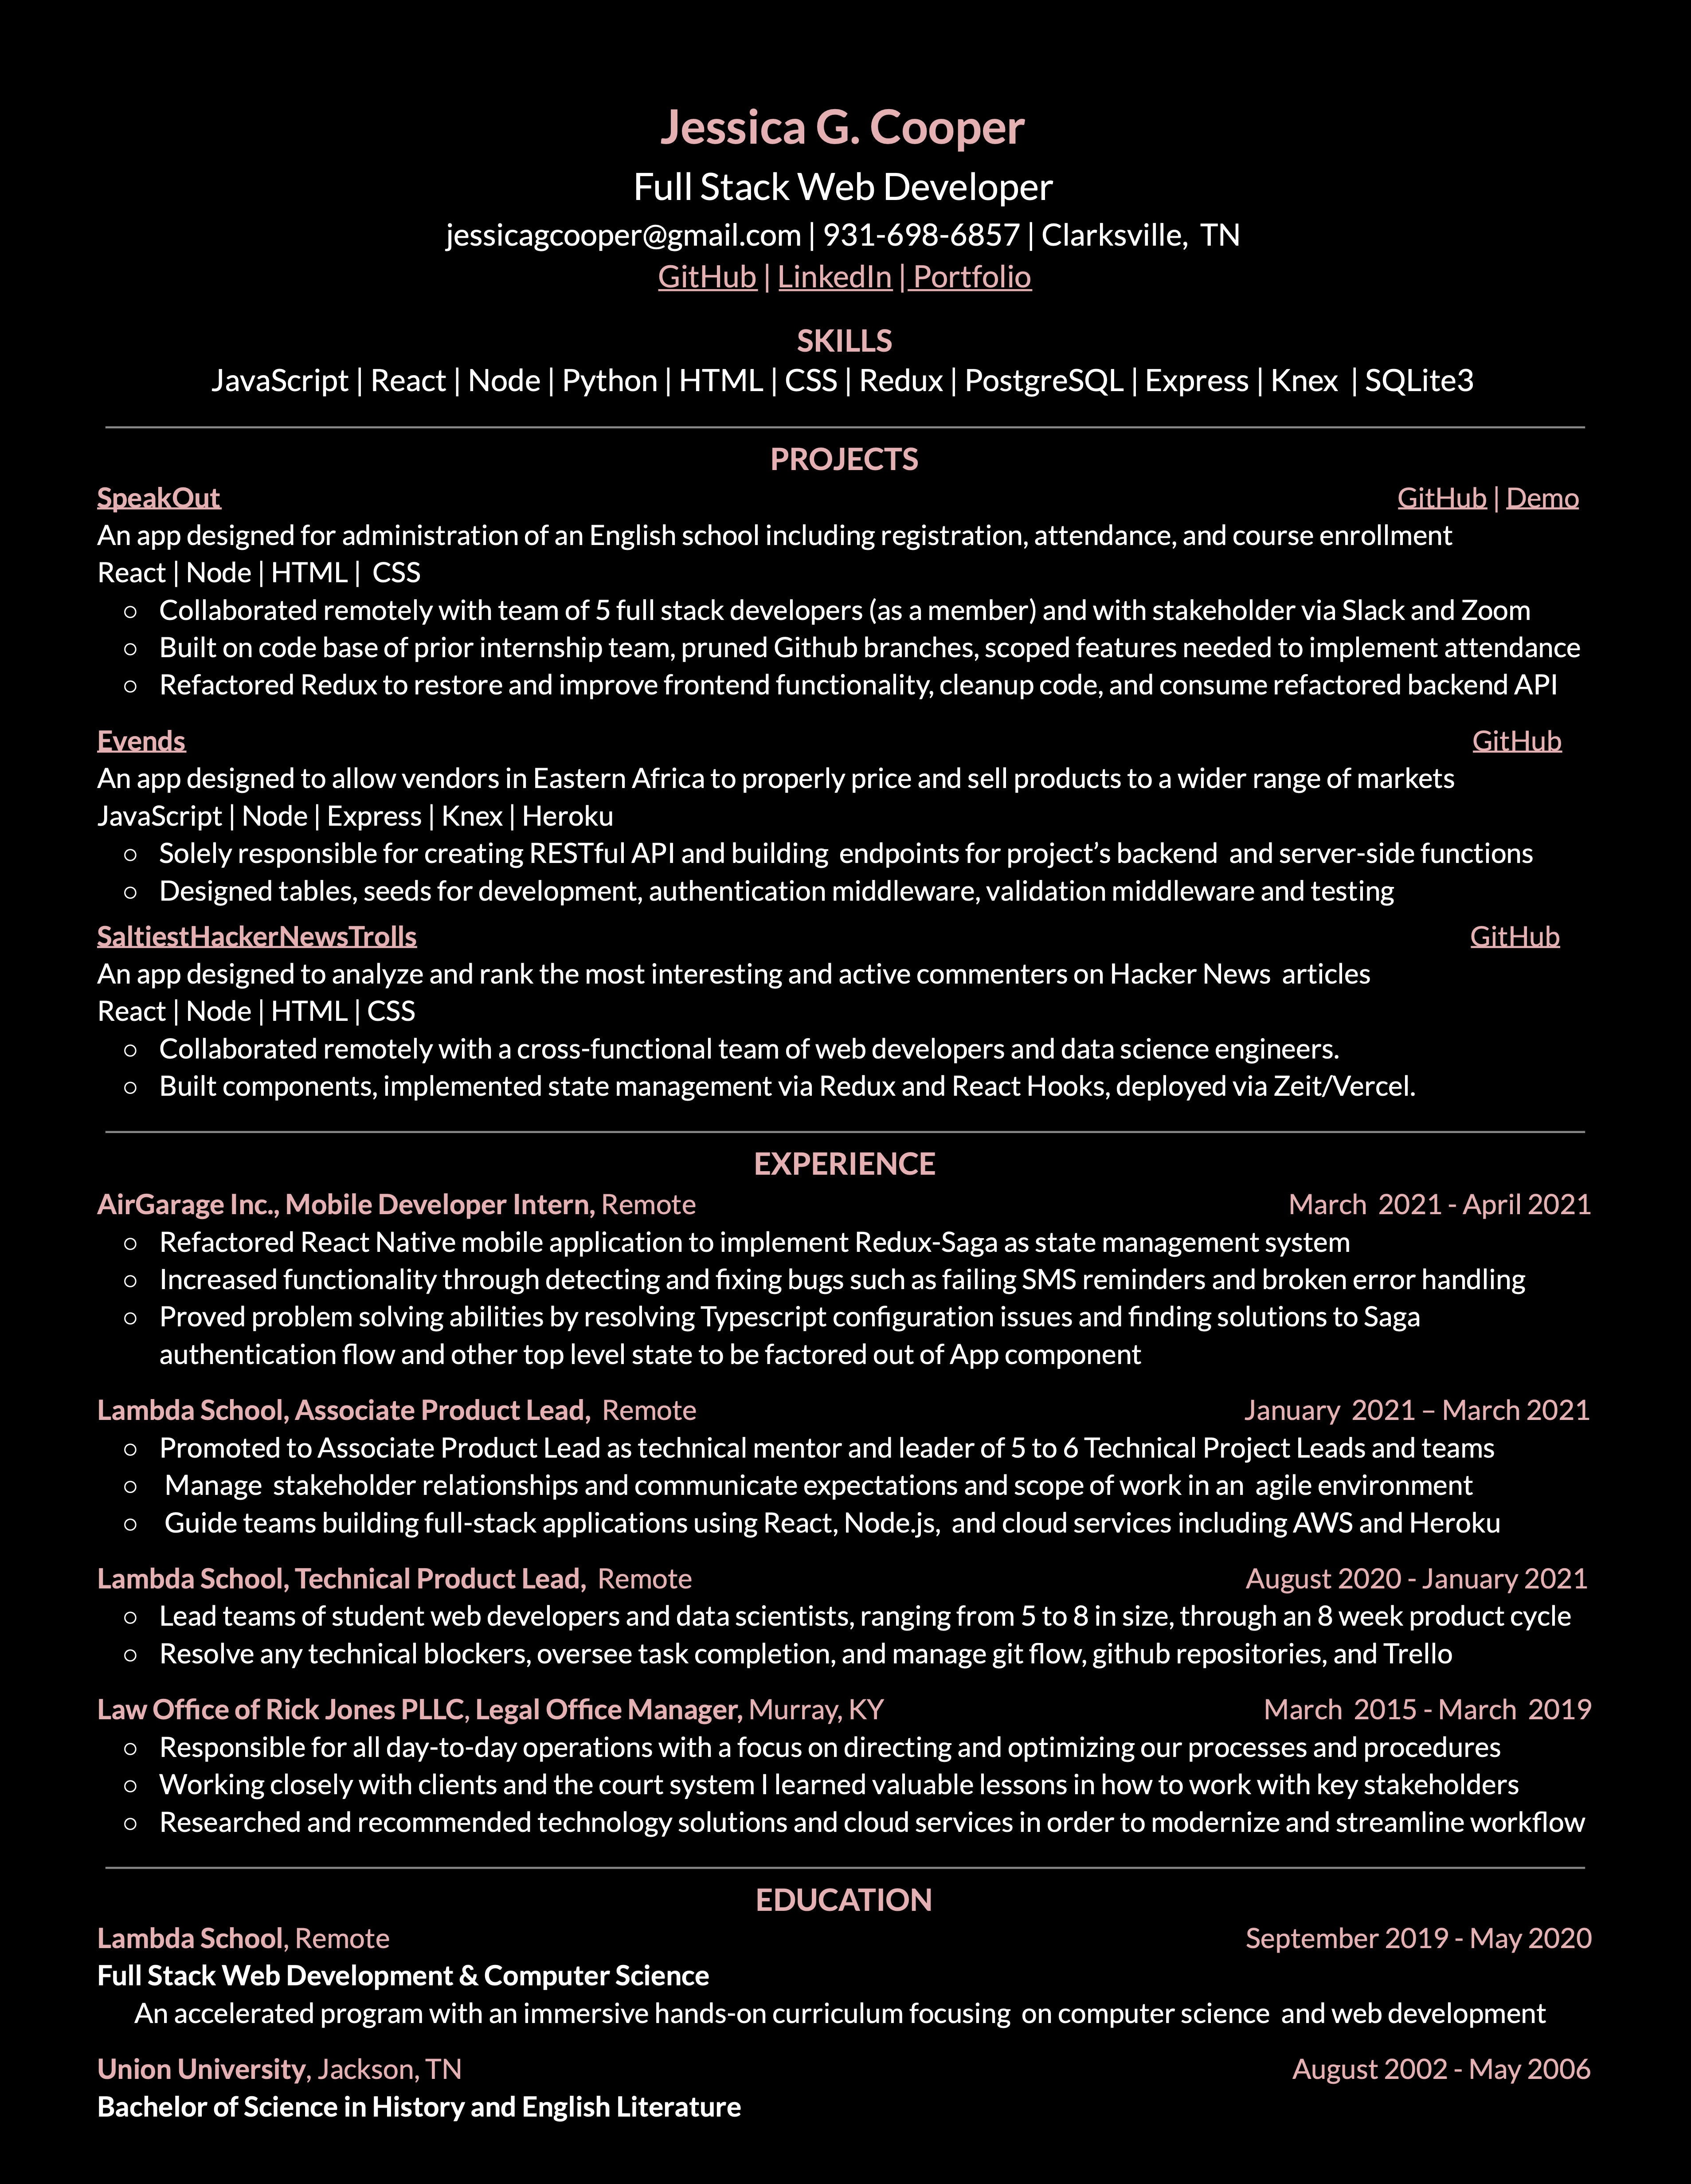 Jessica G. Cooper
Full Stack Web Developer
jessicagcooper@gmail.com | 931-698-6857 | Clarksville, TN
GitHub | LinkedIn | Portfolio
SKILLS
JavaScript | React | Node | Python | HTML | CSS | Redux | PostgreSQL | Express | Knex | SQLite3
PROJECTS
SpeakOut GitHub | Demo
An app designed for administration of an English school including registration, attendance, and course enrollment
React | Node | HTML | CSS
○ Collaborated remotely with team of 5 full stack developers (as a member) and with stakeholder via Slack and Zoom
○ Built on code base of prior internship team, pruned Github branches, scoped features needed to implement attendance
○ Refactored Redux to restore and improve frontend functionality, cleanup code, and consume refactored backend API
Evends GitHub
An app designed to allow vendors in Eastern Africa to properly price and sell products to a wider range of markets
JavaScript | Node | Express | Knex | Heroku
○ Solely responsible for creating RESTful API and building endpoints for project’s backend and server-side functions
○ Designed tables, seeds for development, authentication middleware, validation middleware and testing
SaltiestHackerNewsTrolls GitHub
An app designed to analyze and rank the most interesting and active commenters on Hacker News articles
React | Node | HTML | CSS
○ Collaborated remotely with a cross-functional team of web developers and data science engineers.
○ Built components, implemented state management via Redux and React Hooks, deployed via Zeit/Vercel.
EXPERIENCE
AirGarage Inc., Mobile Developer Intern, Remote March 2021 - April 2021
○ Refactored React Native mobile application to implement Redux-Saga as state management system
○ Increased functionality through detecting and fixing bugs such as failing SMS reminders and broken error handling
○ Proved problem solving abilities by resolving Typescript configuration issues and finding solutions to Saga
authentication flow and other top level state to be factored out of App component
Lambda School, Associate Product Lead, Remote January 2021 – March 2021
○ Promoted to Associate Product Lead as technical mentor and leader of 5 to 6 Technical Project Leads and teams
○ Manage stakeholder relationships and communicate expectations and scope of work in an agile environment
○ Guide teams building full-stack applications using React, Node.js, and cloud services including AWS and Heroku
Lambda School, Technical Product Lead, Remote August 2020 - January 2021
○ Lead teams of student web developers and data scientists, ranging from 5 to 8 in size, through an 8 week product cycle
○ Resolve any technical blockers, oversee task completion, and manage git flow, github repositories, and Trello
Law Office of Rick Jones PLLC, Legal Office Manager, Murray, KY March 2015 - March 2019
○ Responsible for all day-to-day operations with a focus on directing and optimizing our processes and procedures
○ Working closely with clients and the court system I learned valuable lessons in how to work with key stakeholders
○ Researched and recommended technology solutions and cloud services in order to modernize and streamline workflow
EDUCATION
Lambda School, Remote September 2019 - May 2020
Full Stack Web Development & Computer Science
An accelerated program with an immersive hands-on curriculum focusing on computer science and web development
Union University, Jackson, TN August 2002 - May 2006
Bachelor of Science in History and English Literature